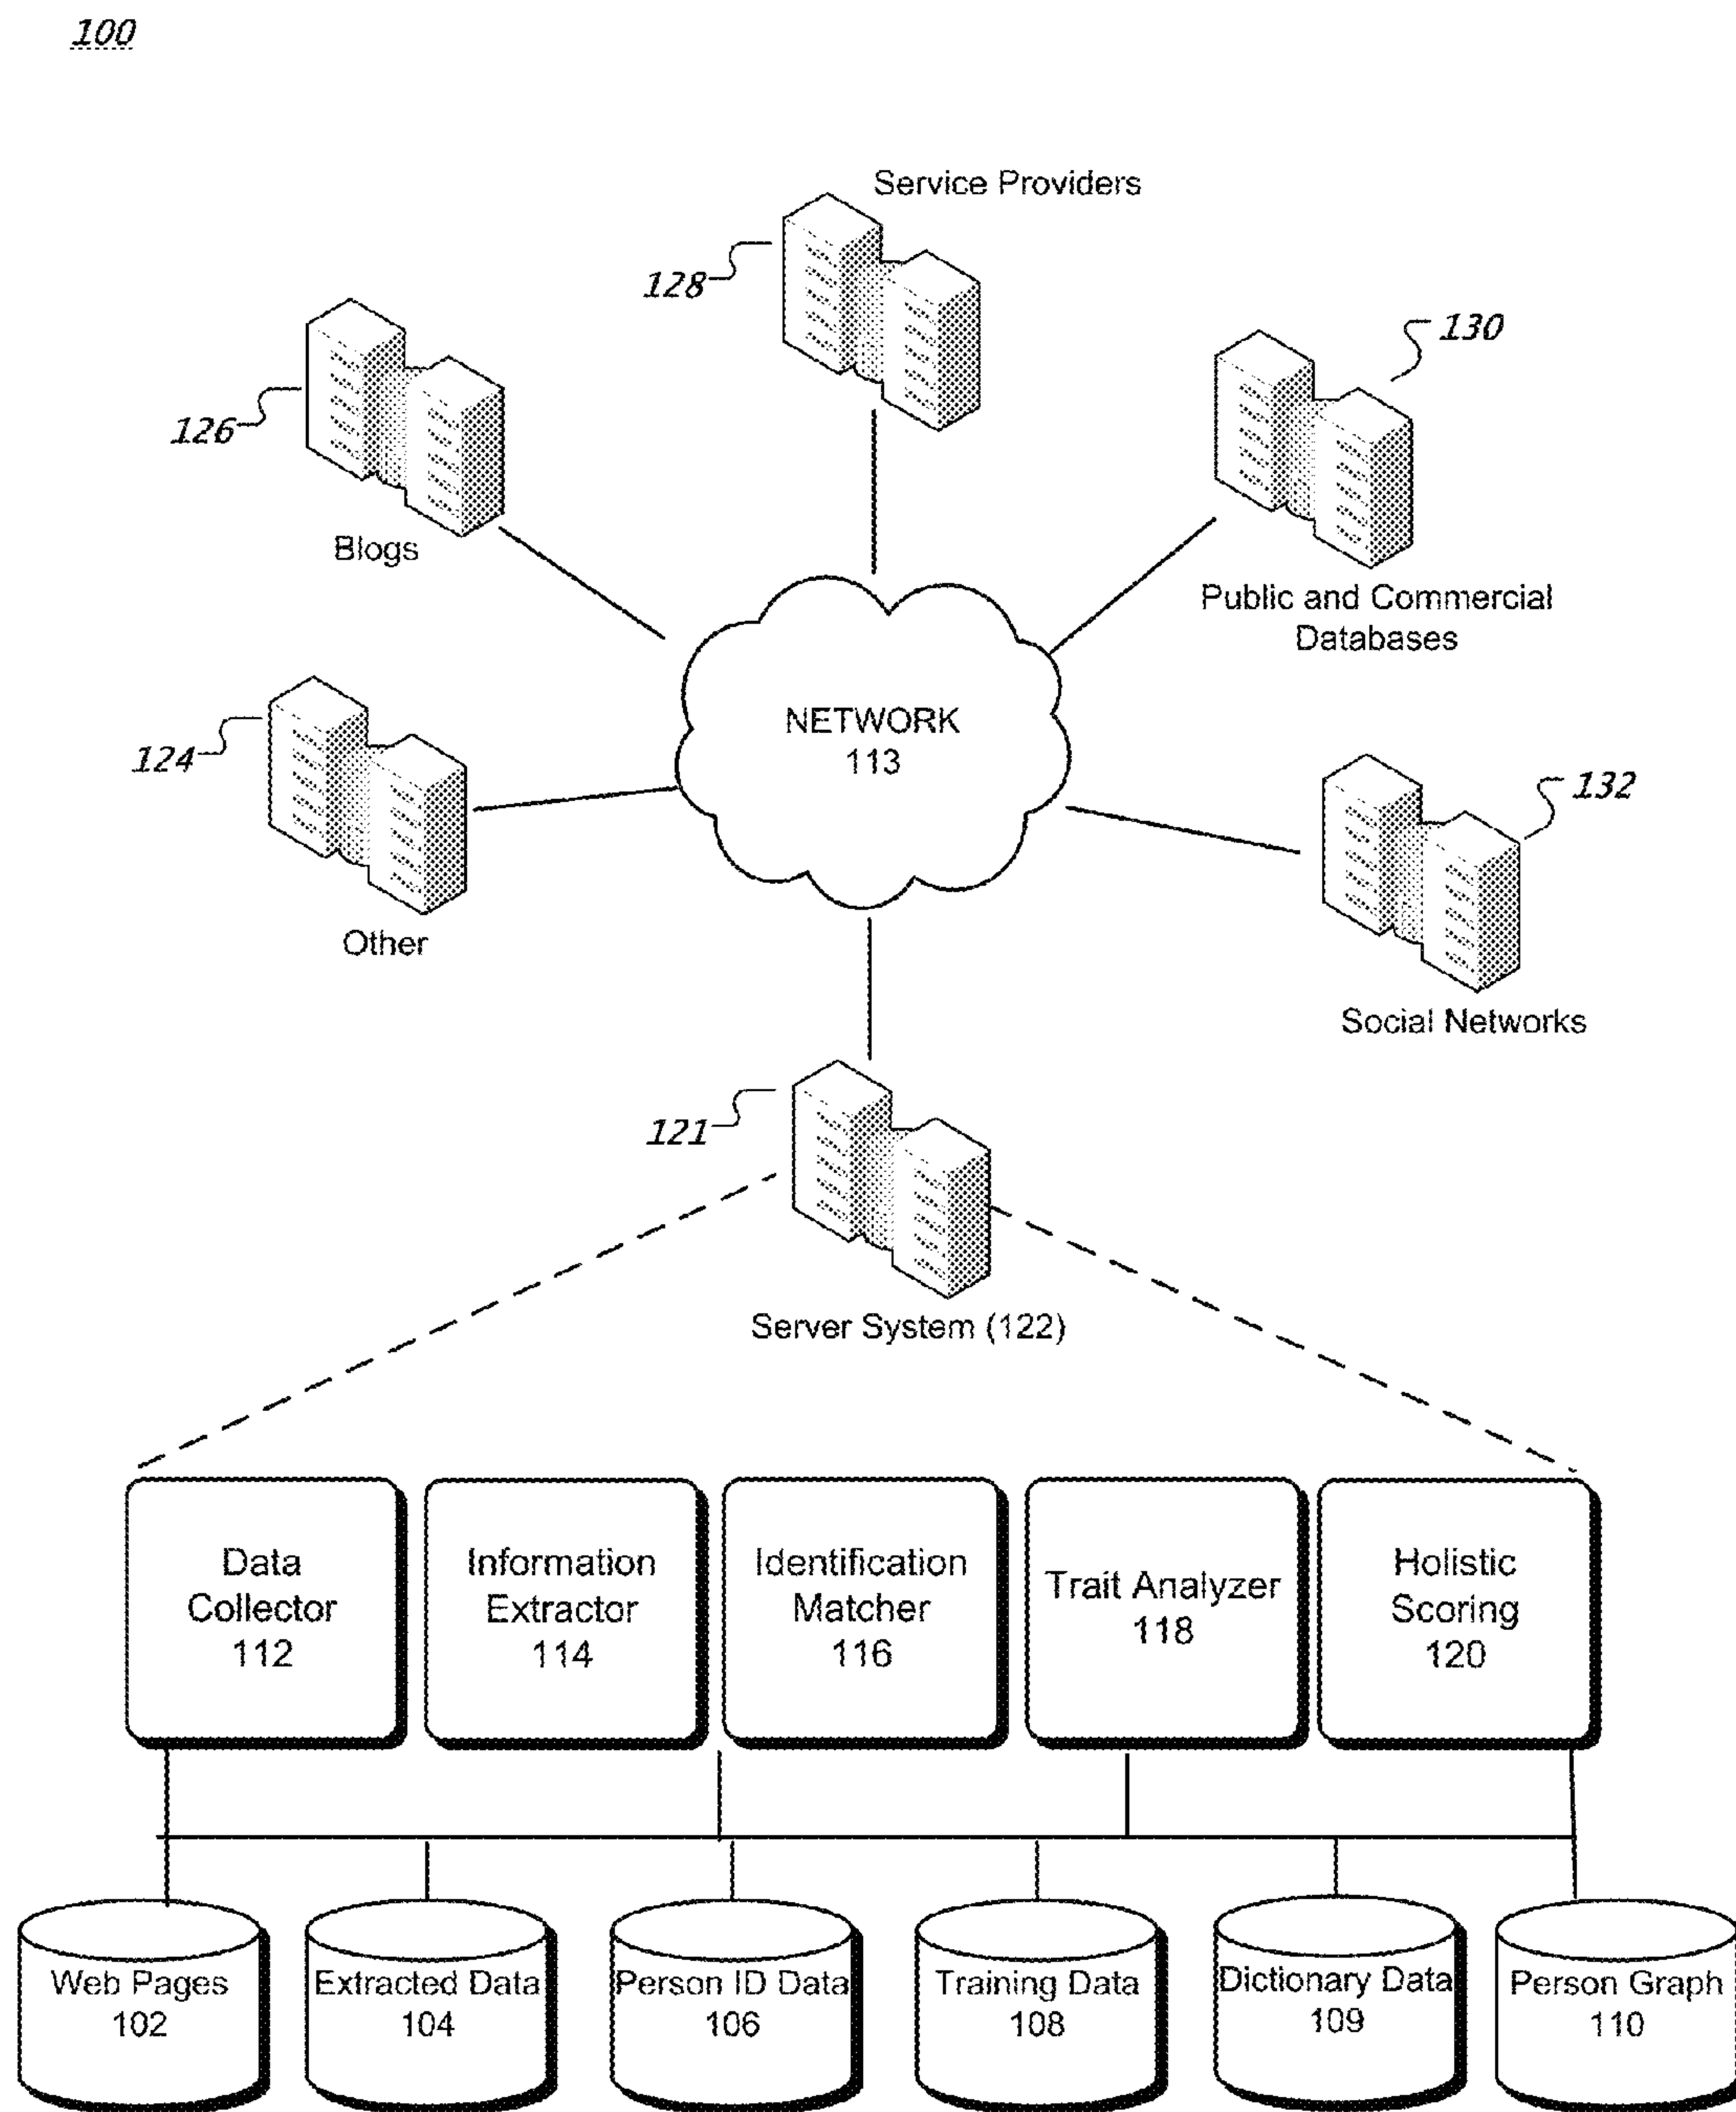 100
Service Providers
128
130
126
Blogs
Public and Commercial
Databases
NETWORK
113
124
132
Other
Social Networks
121
Server System (122)
Data
Collector
112
Information
Extractor
114
Identification
Matcher
116
Trait Analyzer
118
Holistic
Scoring
120
Web Pages
102
Extracted Data
104
Person ID Data
106
Training Data
108
Dictionary Data
109
Person Graph
110